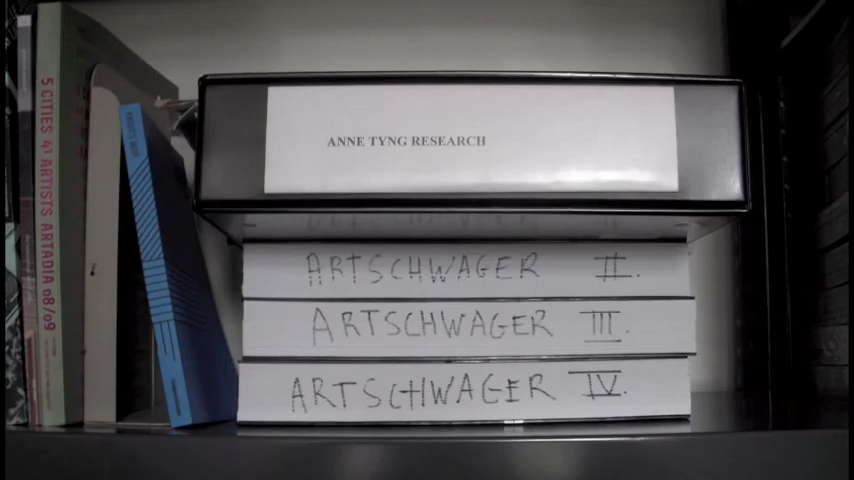 5 CITIES 41 ARTISTS ARTADIA 08/09
ANNE TYNG RESEARCH
ARTSCHWAGER II.
ARTSCHWAGER III.
ARTSCHWAGER IV.